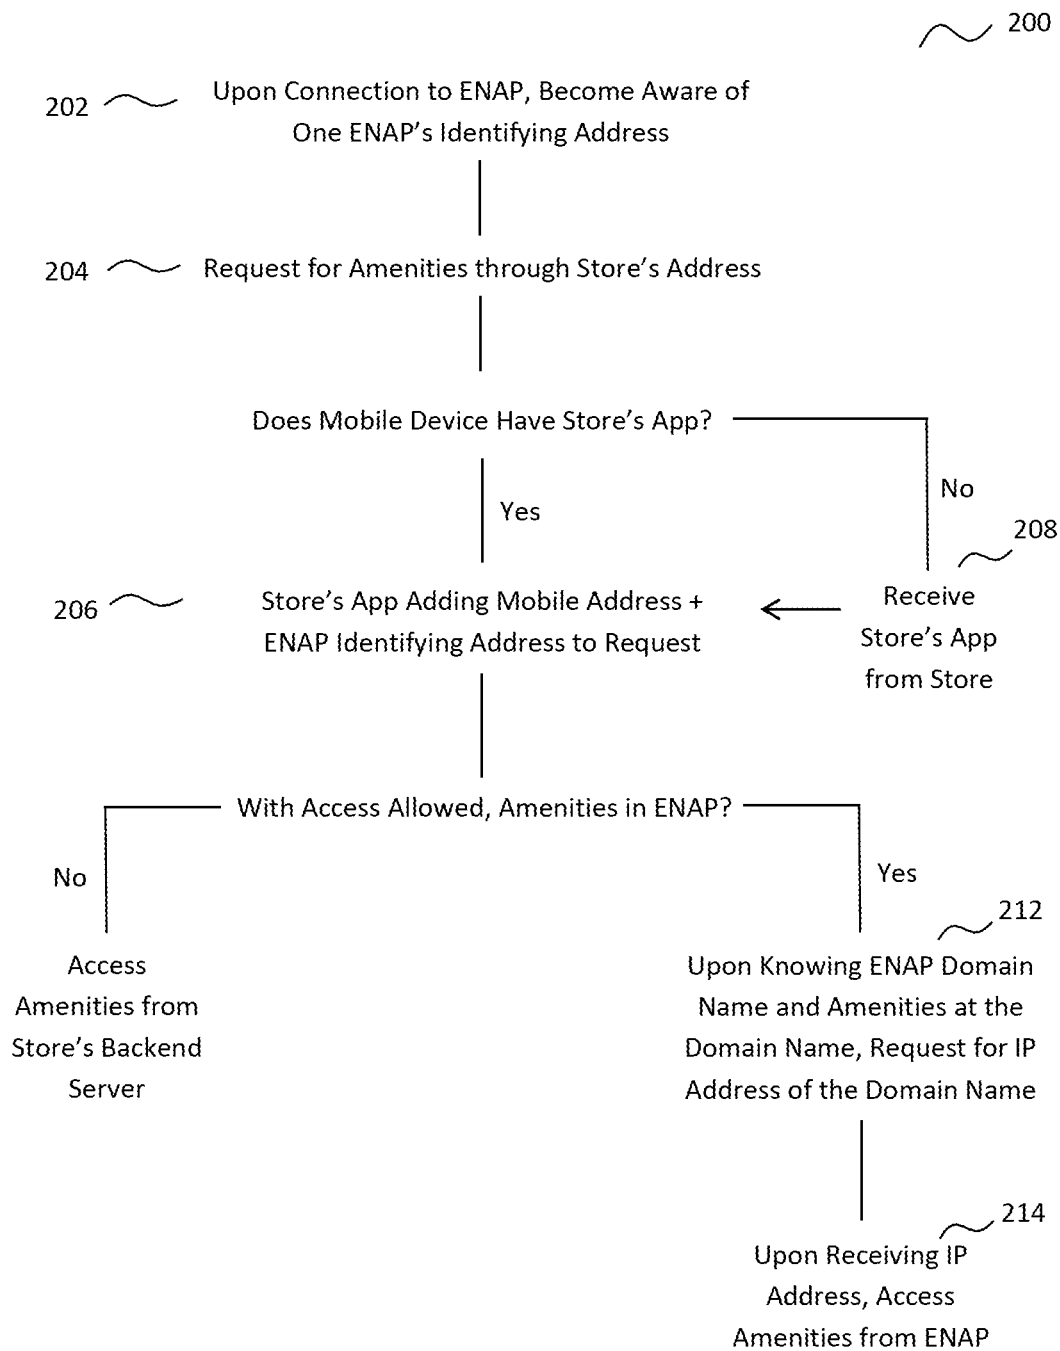 200
202
Upon Connection to ENAP, Become Aware of
One ENAP's Identifying Address
204
Request for Amenities through Store's Address
Does Mobile Device Have Store's App?
No
Yes
208
206
Store's App Adding Mobile Address +
ENAP Identifying Address to Request
Receive
Store's App
from Store
With Access Allowed, Amenities in ENAP?
No
Yes
212
Access
Amenities from
Store's Backend
Server
Upon Knowing ENAP Domain
Name and Amenities at the
Domain Name, Request for IP
Address of the Domain Name
214
Upon Receiving IP
Address, Access
Amenities from ENAP